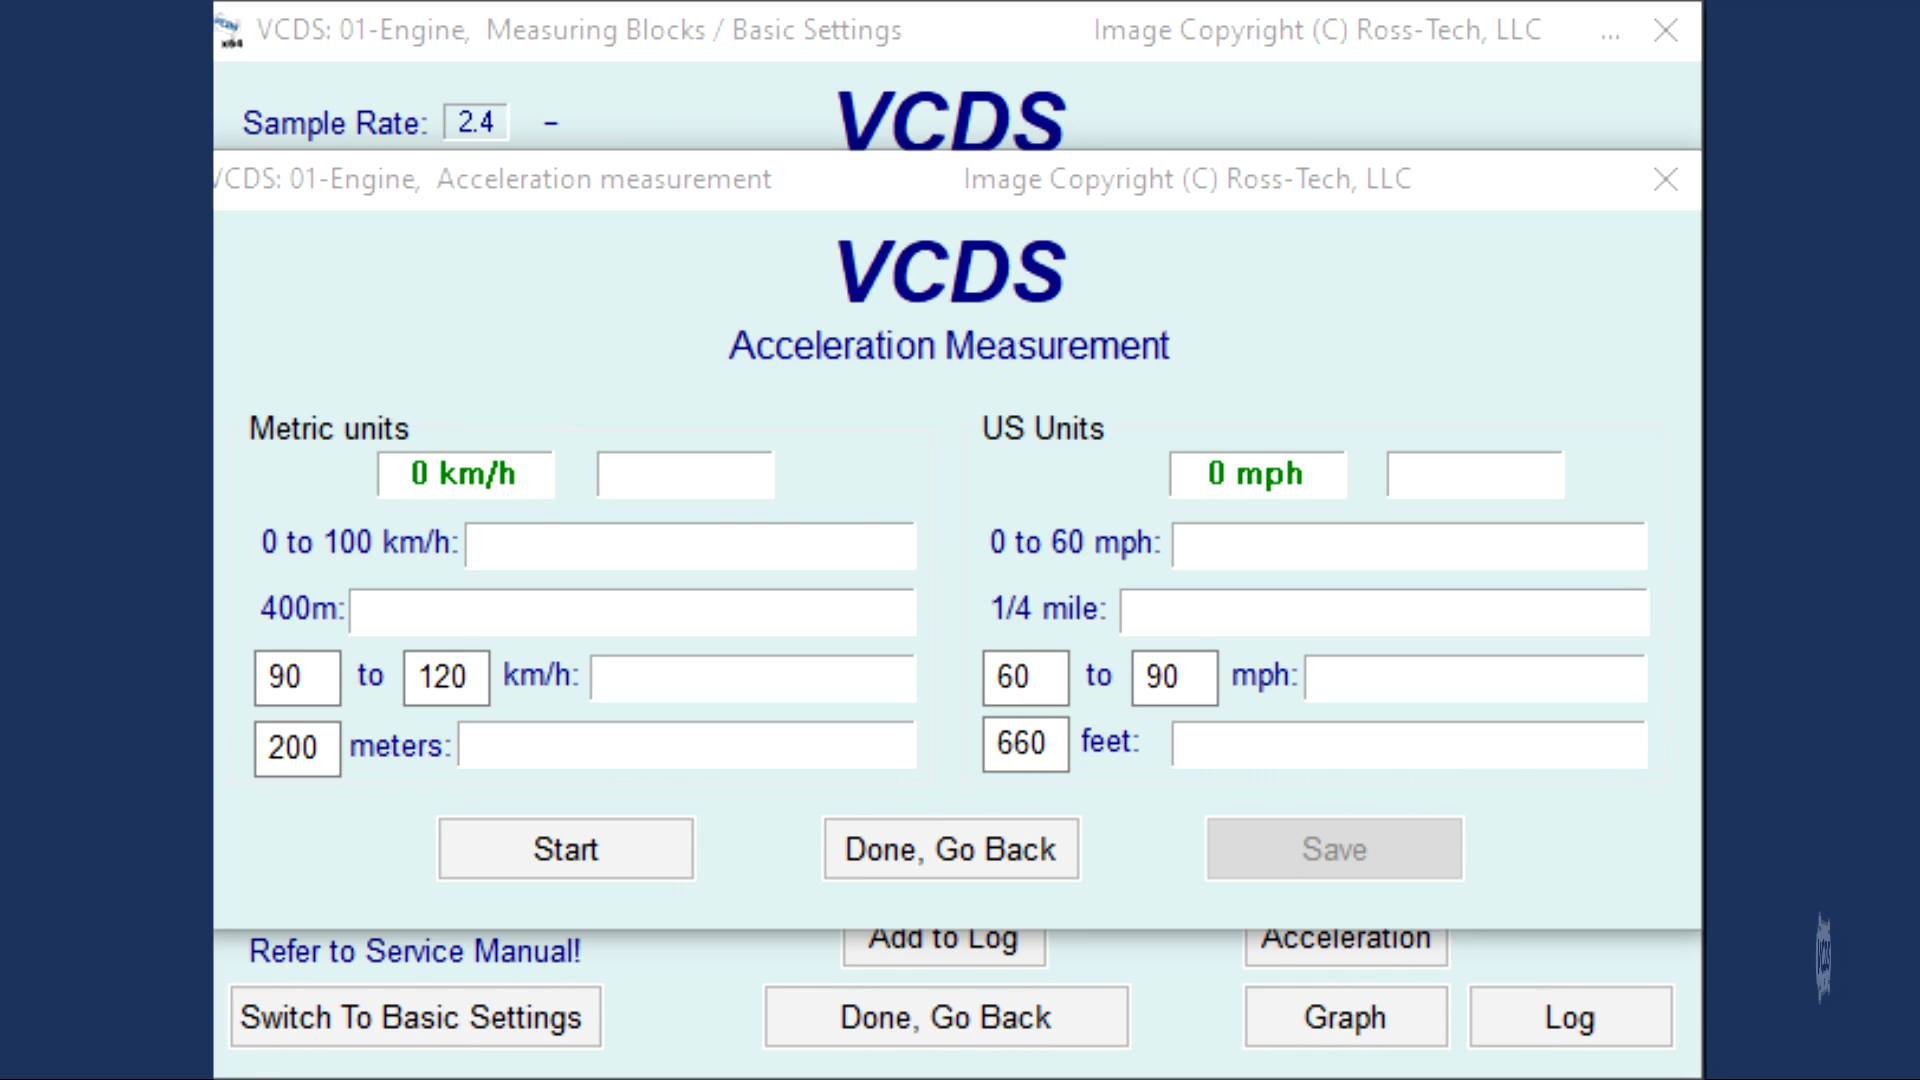 VCDS: 01-Engine, Measuring Blocks / Basic Settings Image Copyright (C) Ross-Tech, LLC ...
x64
Sample Rate: 2.4 -
VCDS
VCDS: 01-Engine, Acceleration measurement Image Copyright (C) Ross-Tech, LLC
VCDS
Acceleration Measurement
Metric units
0 km/h
0 to 100 km/h:
400m:
90 to 120 km/h:
200 meters:
US Units
0 mph
0 to 60 mph:
1/4 mile:
60 to 90 mph:
660 feet:
Start Done, Go Back Save
Refer to Service Manual! Add to Log Acceleration
Switch To Basic Settings Done, Go Back Graph Log